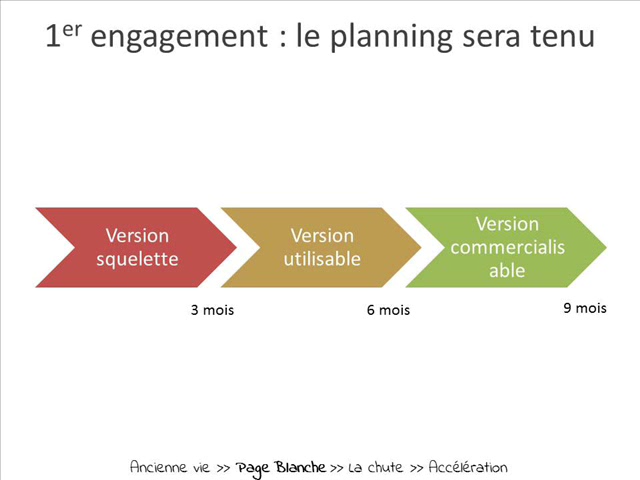 1er engagement : le planning sera tenu
Version
squelette
Version
utilisable
Version
commercialis
able
3 mois
6 mois
9 mois
Ancienne vie >> Page Blanche >> La chute >> Accélération